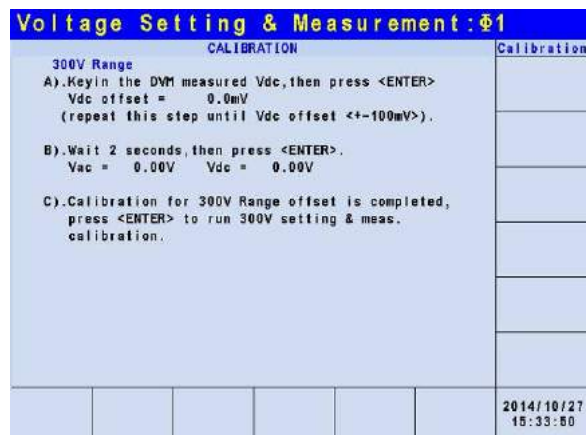 Voltage Setting & Measurement:Φ1
CALIBRATION
Calibration
300V Range
A).Keyin the DVM measured Vdc,then press <ENTER>
Vdc offset = 0.0mV
(repeat this step until Vdc offset <+-100mV>).
B).Wait 2 seconds,then press <ENTER>.
Vac = 0.00V Vdc = 0.00V
C).Calibration for 300V Range offset is completed,
press <ENTER> to run 300V setting & meas.
calibration.
2014/10/27
15:33:50